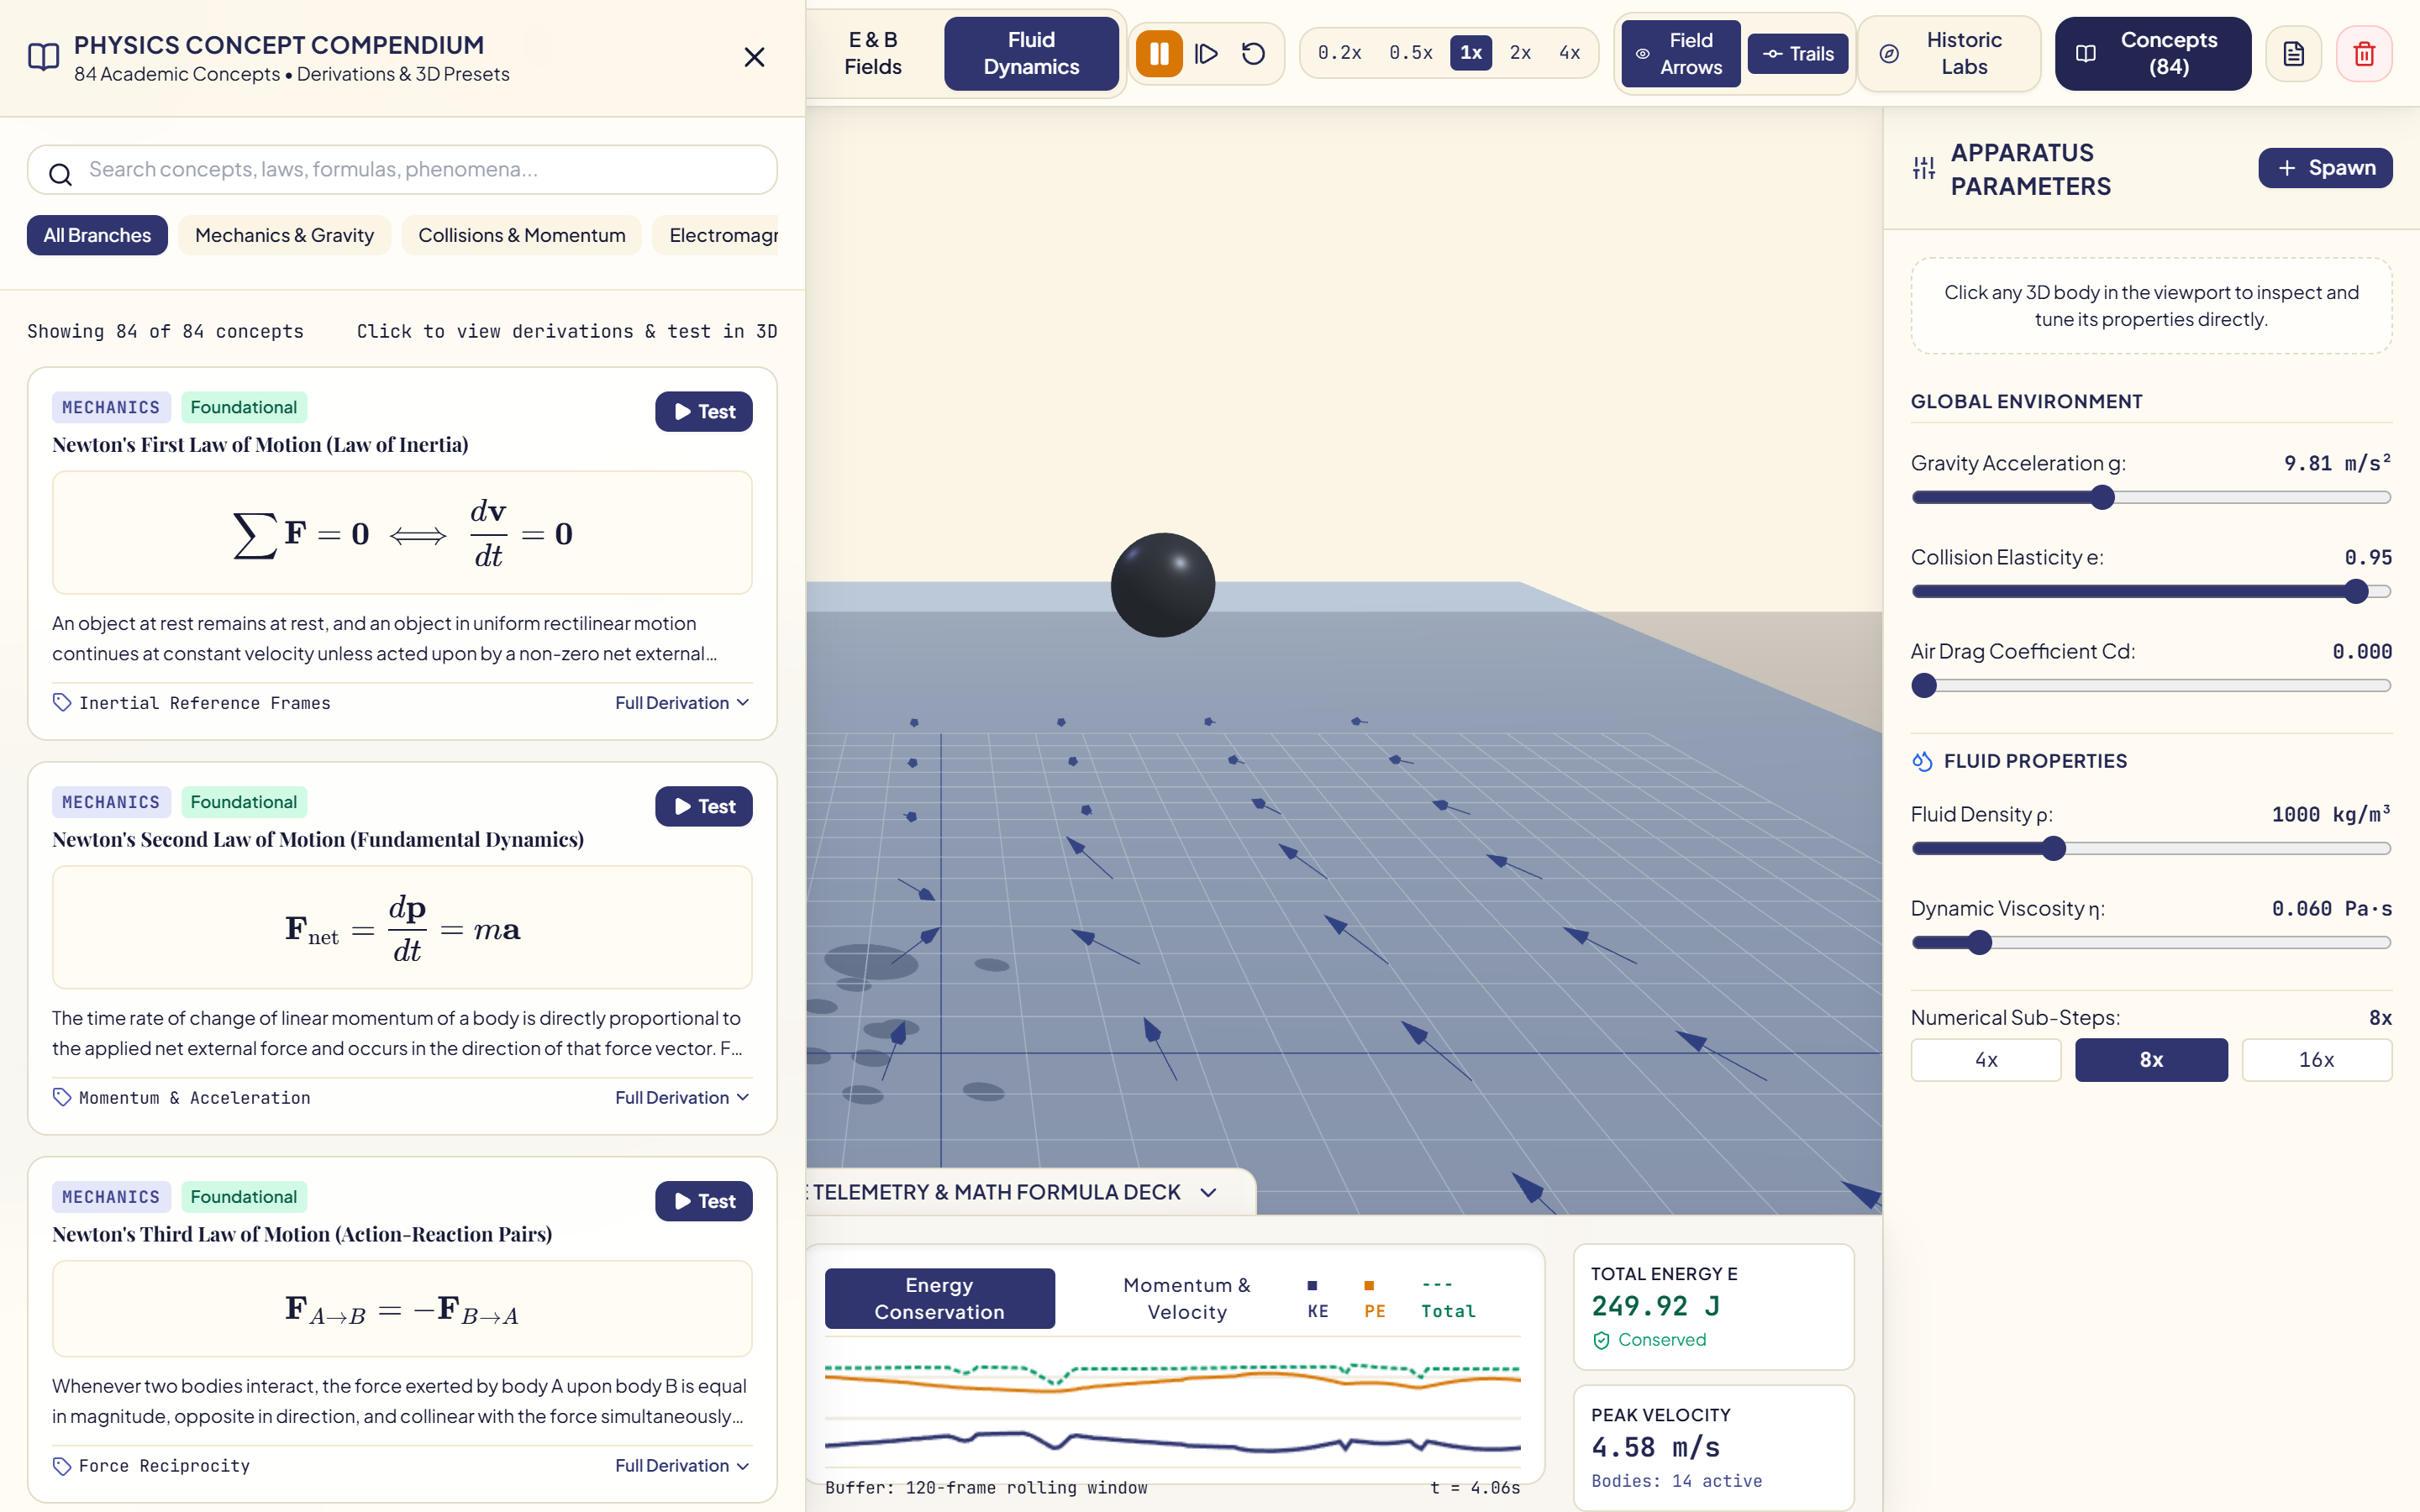 PHYSICS CONCEPT COMPENDIUM
84 Academic Concepts • Derivations & 3D Presets
Search concepts, laws, formulas, phenomena...
All Branches
Mechanics & Gravity
Collisions & Momentum
Electromagr
Showing 84 of 84 concepts
Click to view derivations & test in 3D
MECHANICS
Foundational
Test
Newton's First Law of Motion (Law of Inertia)
∑F = 0 ⟺ dv/dt = 0
An object at rest remains at rest, and an object in uniform rectilinear motion
continues at constant velocity unless acted upon by a non-zero net external...
Inertial Reference Frames
Full Derivation
MECHANICS
Foundational
Test
Newton's Second Law of Motion (Fundamental Dynamics)
F_net = dp/dt = ma
The time rate of change of linear momentum of a body is directly proportional to
the applied net external force and occurs in the direction of that force vector. F...
Momentum & Acceleration
Full Derivation
MECHANICS
Foundational
Test
Newton's Third Law of Motion (Action-Reaction Pairs)
F_A→B = −F_B→A
Whenever two bodies interact, the force exerted by body A upon body B is equal
in magnitude, opposite in direction, and collinear with the force simultaneously...
Force Reciprocity
Full Derivation
E & B
Fields
Fluid
Dynamics
0.2x
0.5x
1x
2x
4x
Field
Arrows
Trails
Historic
Labs
Concepts
(84)
TELEMETRY & MATH FORMULA DECK
Energy
Conservation
Momentum &
Velocity
KE
PE
---
Total
Buffer: 120-frame rolling window
t = 4.06s
TOTAL ENERGY E
249.92 J
Conserved
PEAK VELOCITY
4.58 m/s
Bodies: 14 active
APPARATUS
PARAMETERS
Spawn
Click any 3D body in the viewport to inspect and
tune its properties directly.
GLOBAL ENVIRONMENT
Gravity Acceleration g:
9.81 m/s²
Collision Elasticity e:
0.95
Air Drag Coefficient Cd:
0.000
FLUID PROPERTIES
Fluid Density ρ:
1000 kg/m³
Dynamic Viscosity η:
0.060 Pa·s
Numerical Sub-Steps:
8x
4x
8x
16x